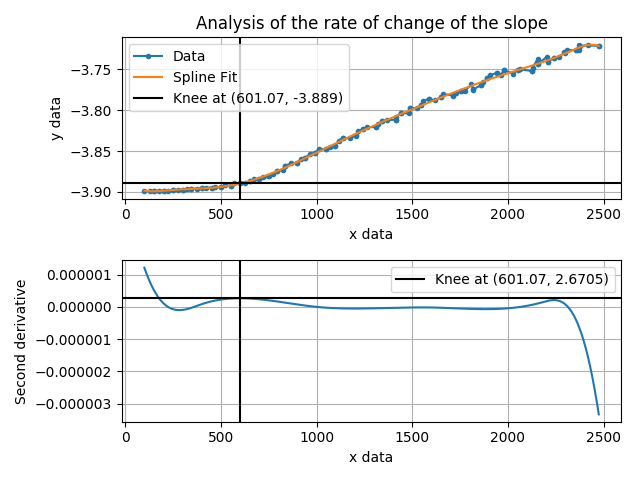 Analysis of the rate of change of the slope
−3.75
−3.80
−3.85
−3.90
y data
Data
Spline Fit
Knee at (601.07, -3.889)
0
500
1000
1500
2000
2500
x data
0.000001
0.000000
−0.000001
−0.000002
−0.000003
Second derivative
Knee at (601.07, 2.6705)
0
500
1000
1500
2000
2500
x data